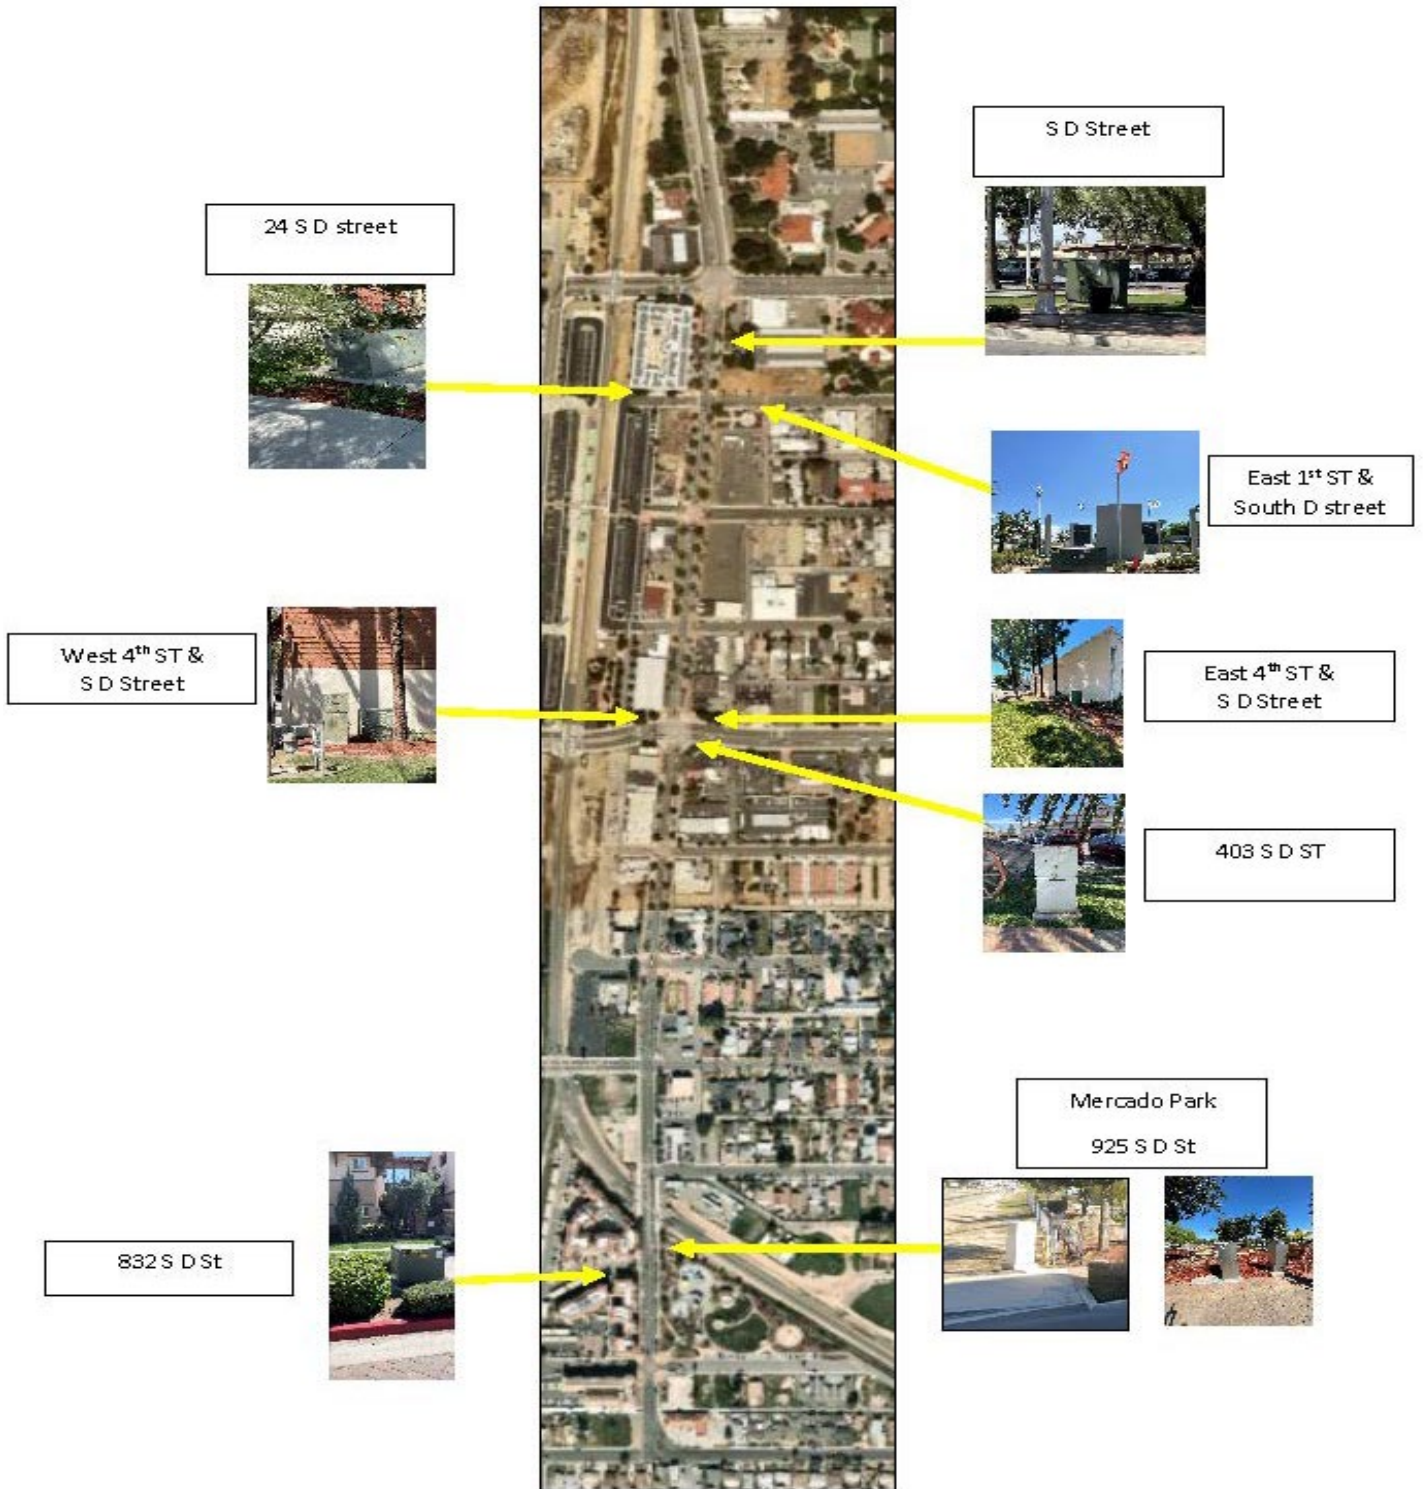 S D Street
24 S D street
East 1st ST &
South D street
West 4th ST &
S D Street
East 4th ST &
S D Street
403 S D ST
Mercado Park
925 S D St
832 S D St